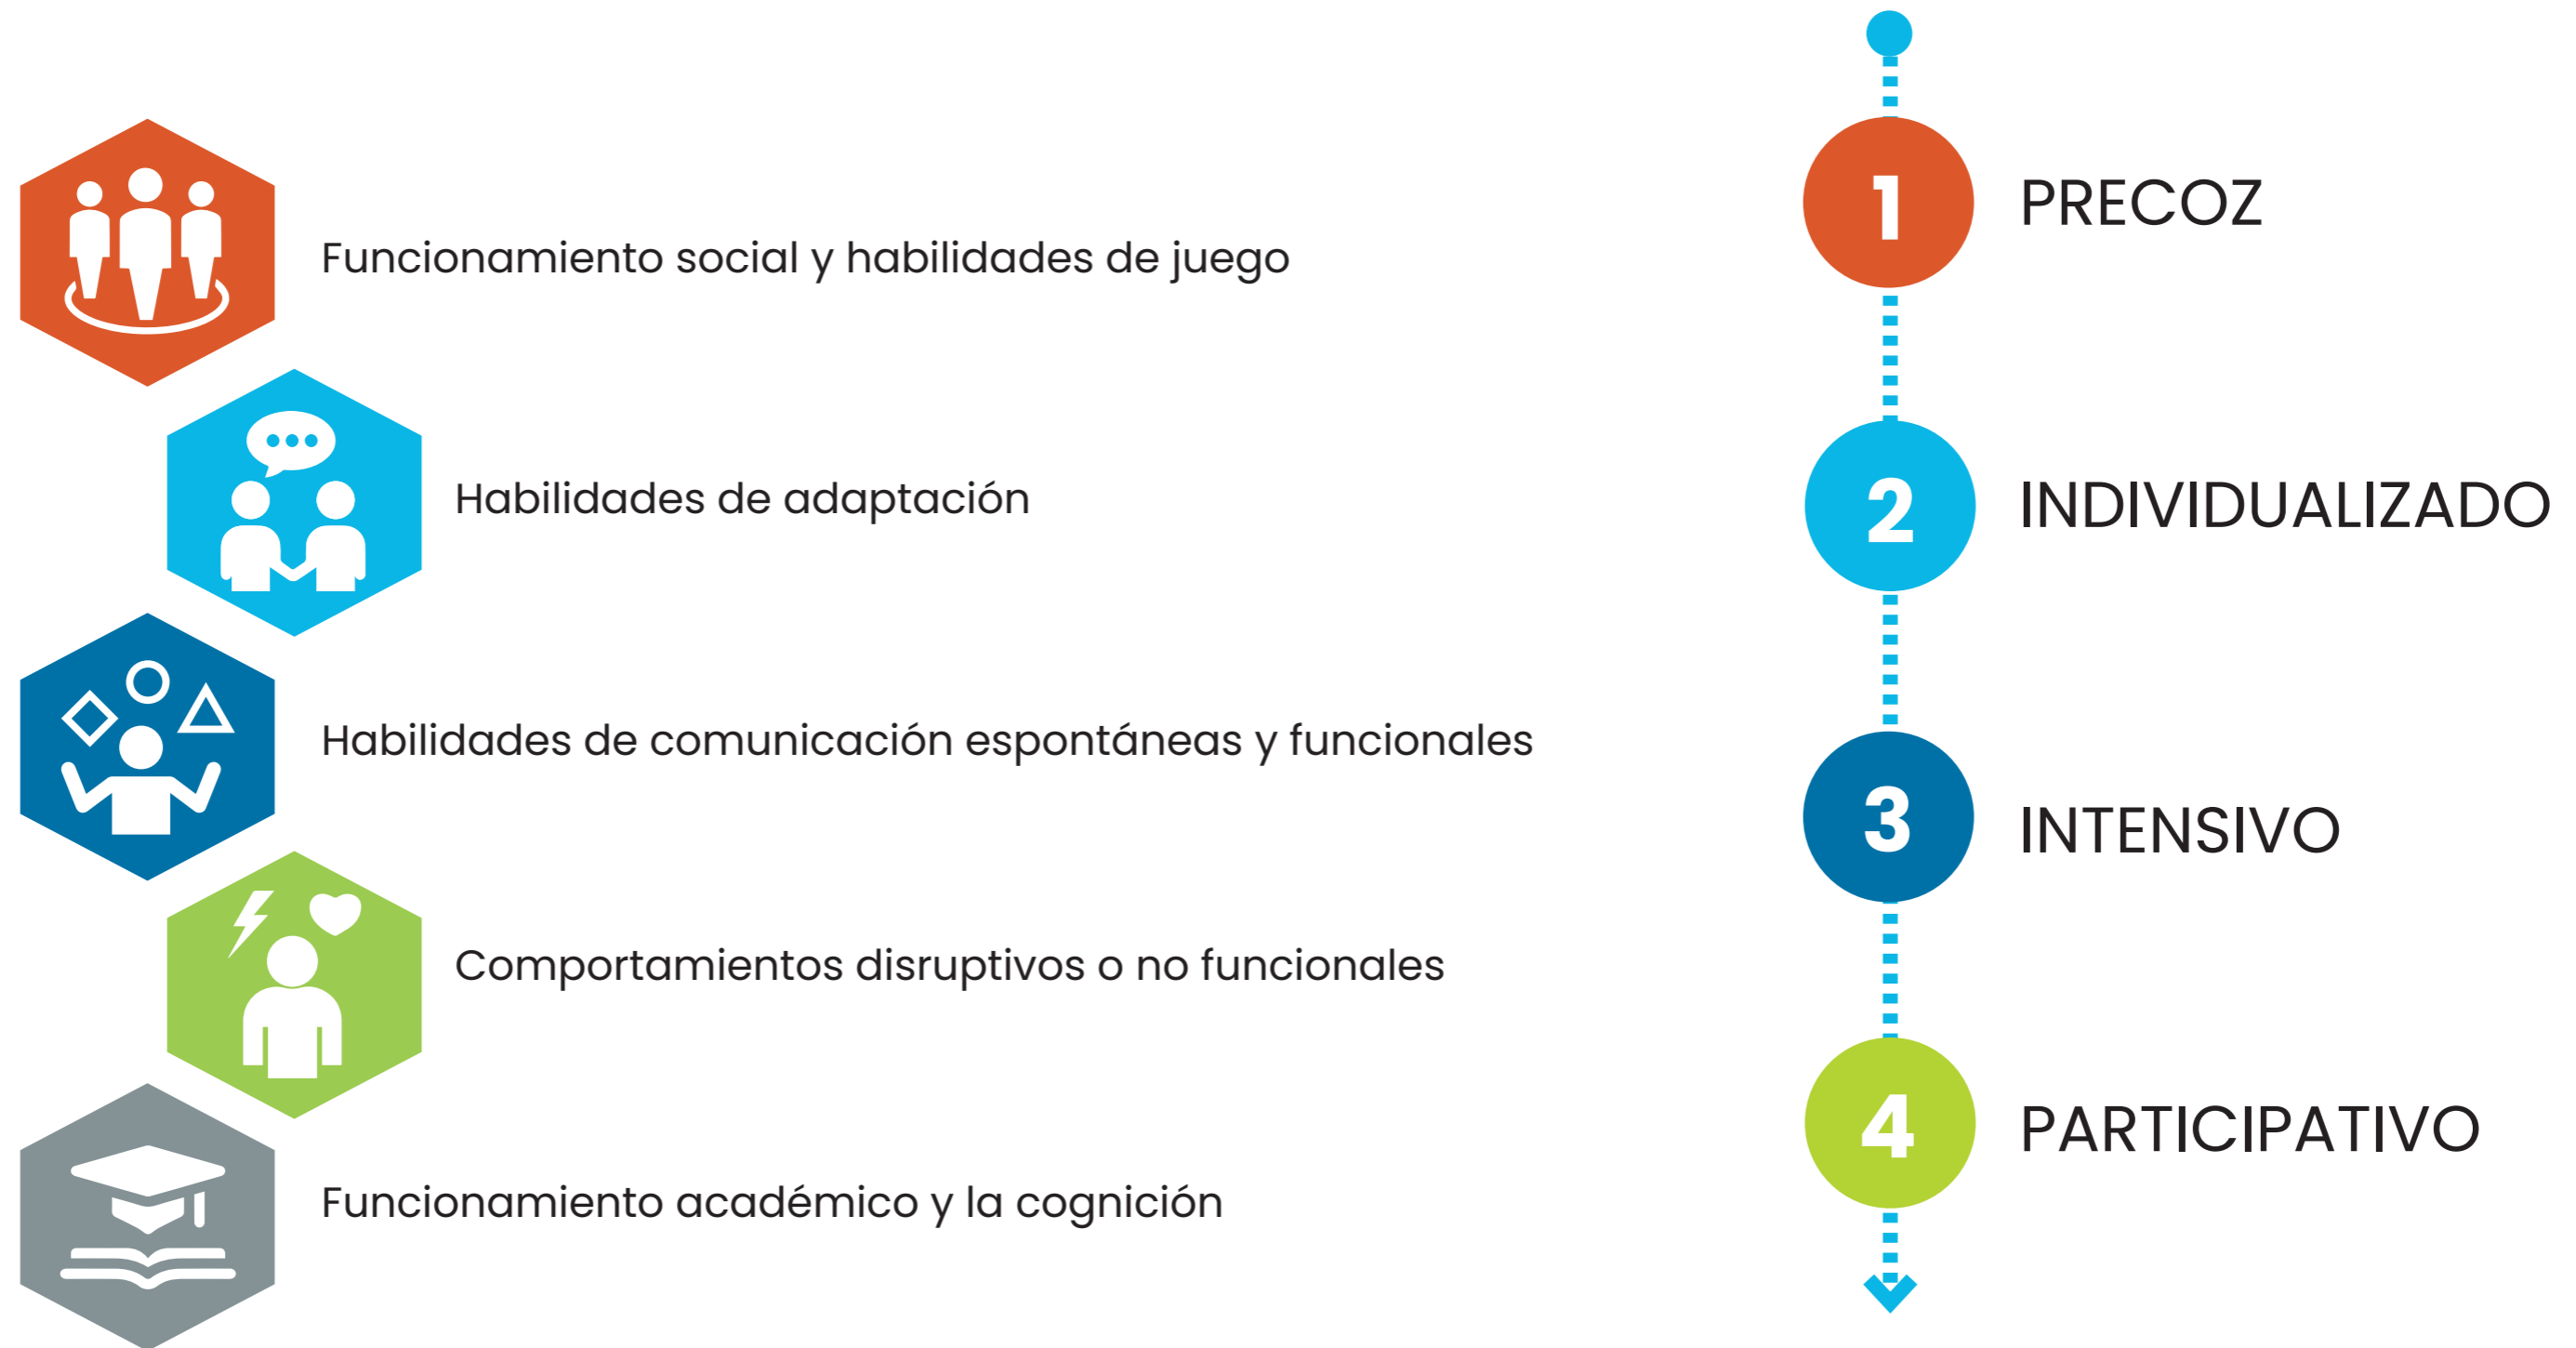 Funcionamiento social y habilidades de juego
Habilidades de adaptación
Habilidades de comunicación espontáneas y funcionales
Comportamientos disruptivos o no funcionales
Funcionamiento académico y la cognición
1
PRECOZ
2
INDIVIDUALIZADO
3
INTENSIVO
4
PARTICIPATIVO